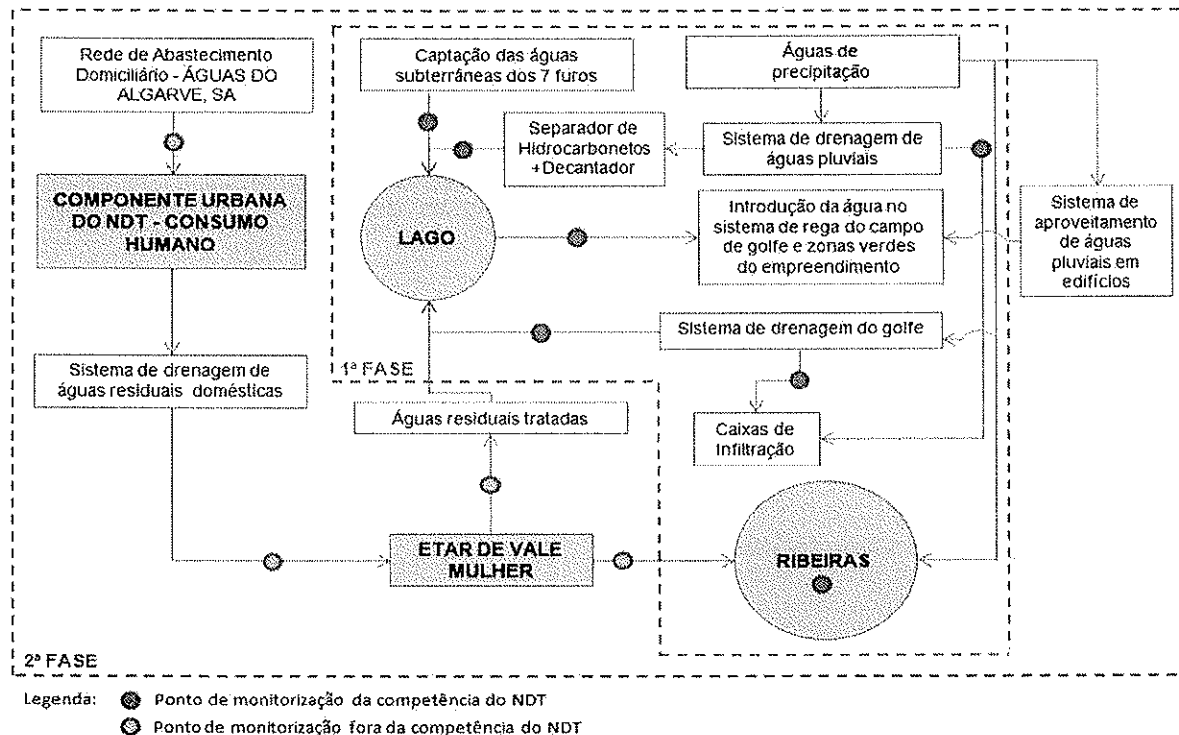 Rede de Abastecimento
Domiciliário - ÁGUAS DO
ALGARVE, SA
Captação das águas
subterrâneas dos 7 furos
Águas de
precipitação
Separador de
Hidrocarbonetos
+Decantador
Sistema de drenagem de
águas pluviais
COMPONENTE URBANA
DO NDT - CONSUMO
HUMANO
LAGO
Introdução da água no
sistema de rega do campo
de golfe e zonas verdes
do empreendimento
Sistema de
aproveitamento
de águas
pluviais em
edifícios
Sistema de drenagem do golfe
1ª FASE
Sistema de drenagem de
águas residuais domésticas
Águas residuais tratadas
Caixas de
Infiltração
ETAR DE VALE
MULHER
RIBEIRAS
2ª FASE
Legenda:
Ponto de monitorização da competência do NDT
Ponto de monitorização fora da competência do NDT